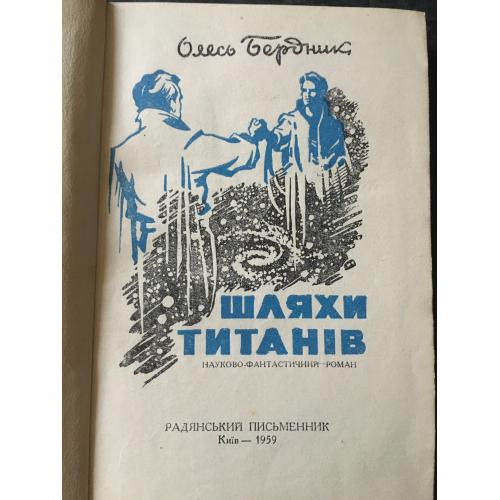 Олесь Бердник
ШЛЯХИ
ТИТАНІВ
НАУКОВО-ФАНТАСТИЧНИЙ РОМАН
РАДЯНСЬКИЙ ПИСЬМЕННИК
Київ — 1959